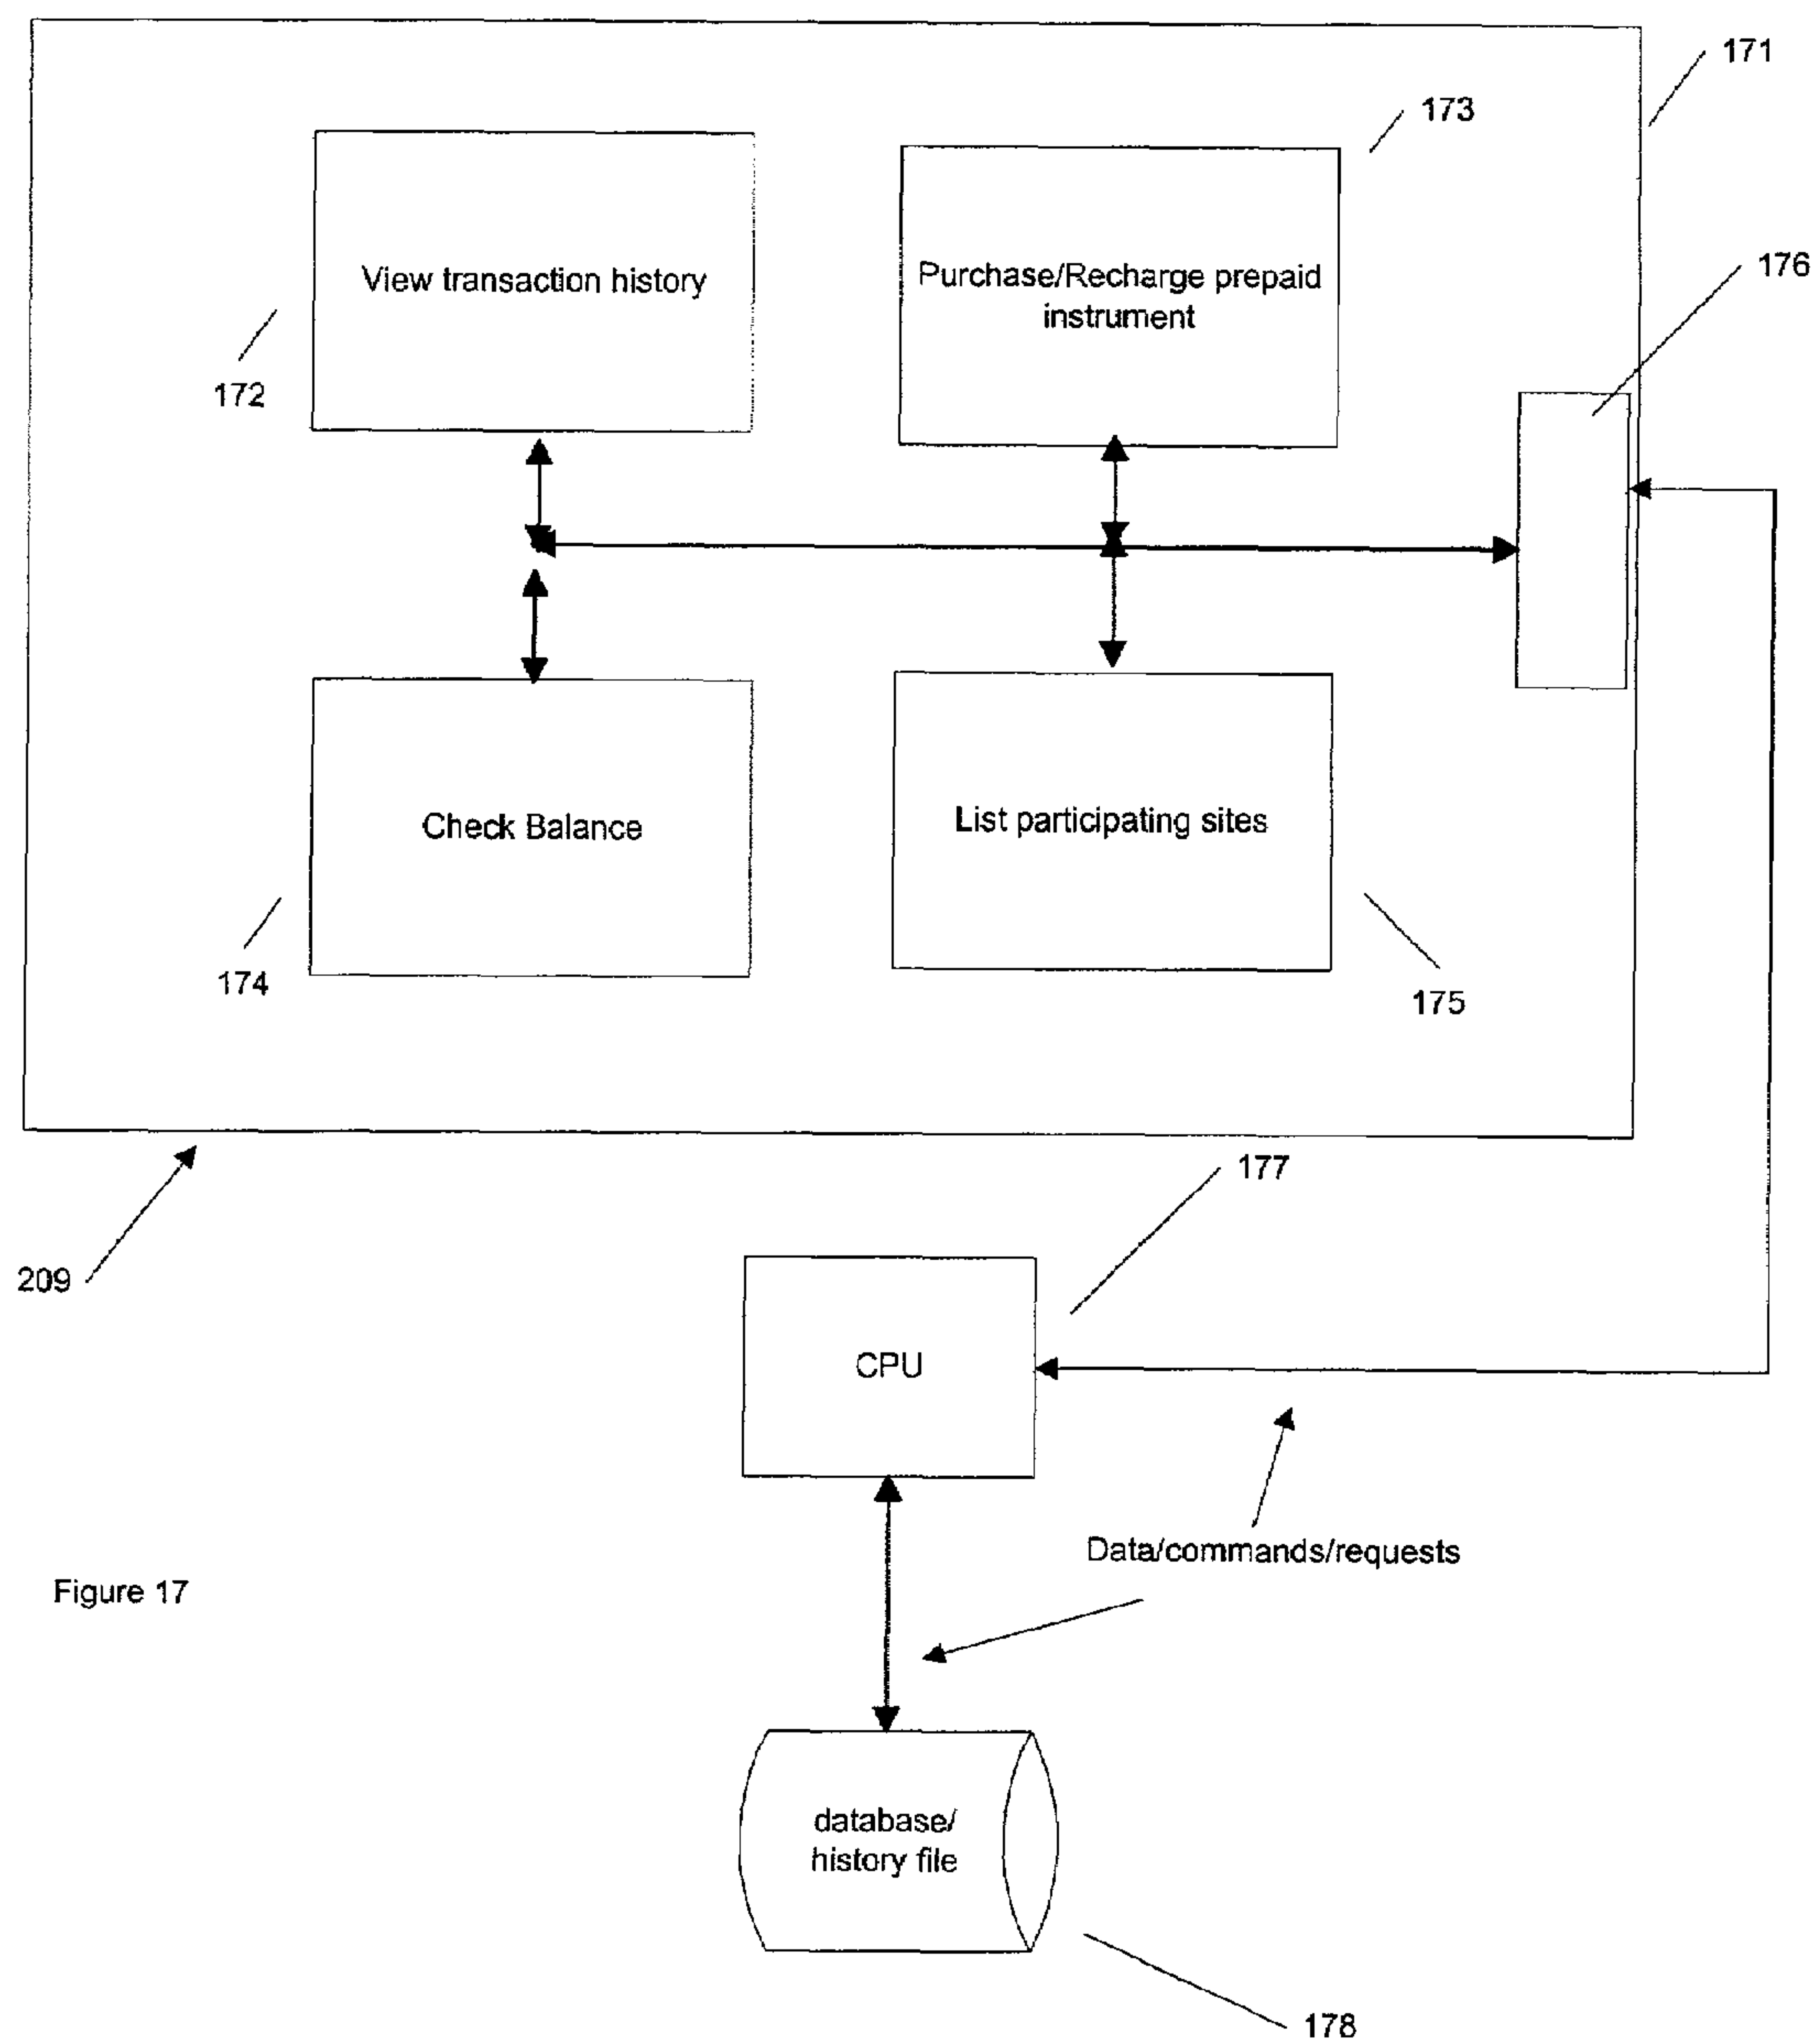 171
173
View transaction history
Purchase/Recharge prepaid
instrument
176
172
Check Balance
List participating sites
174
175
177
209
CPU
Data/commands/requests
Figure 17
database/
history file
178